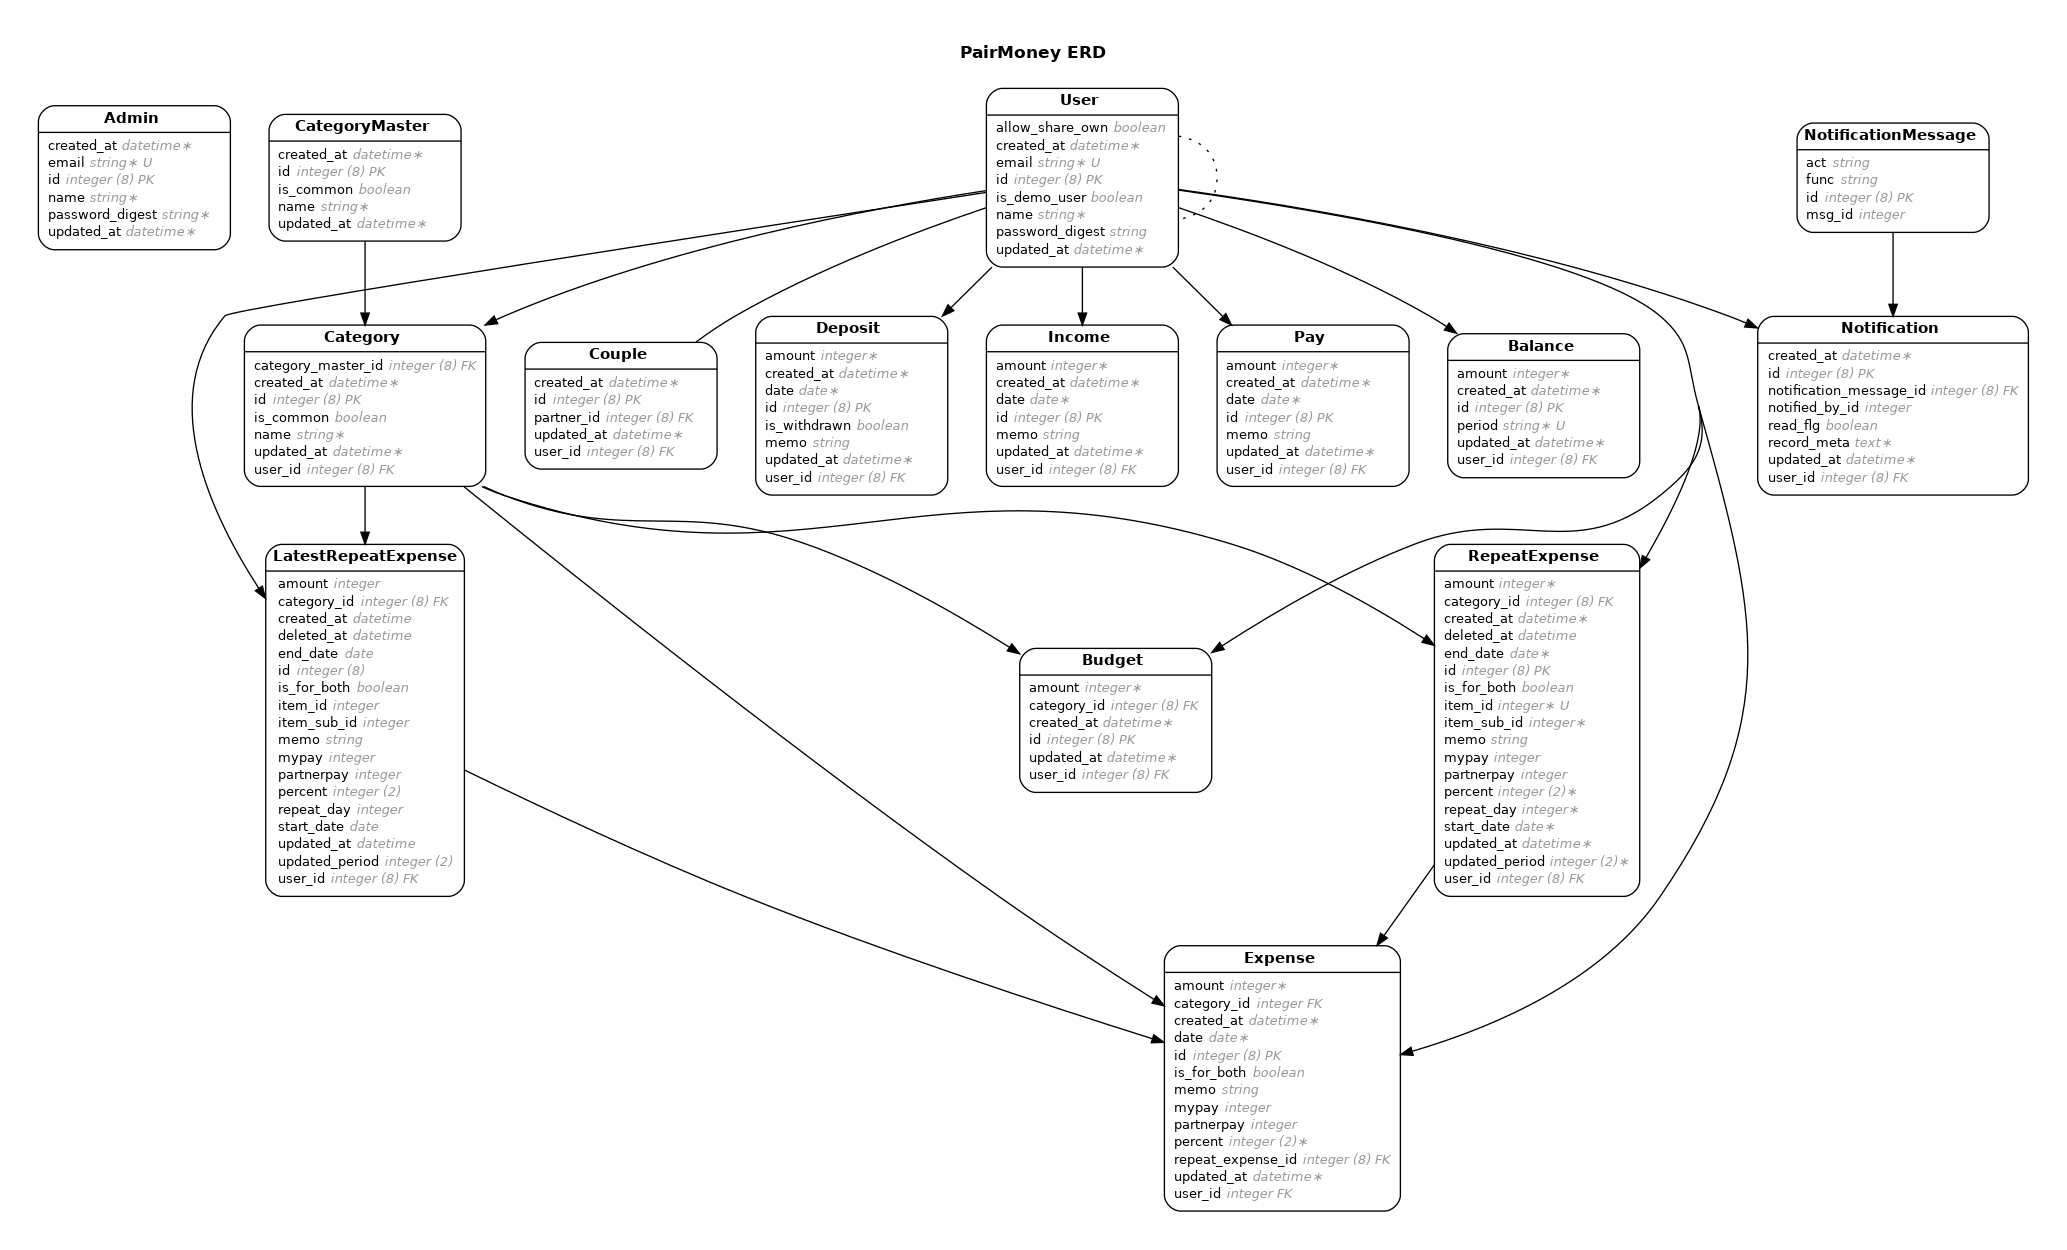 PairMoney ERD
Admin
created_at datetime∗
email string∗ U
id integer (8) PK
name string∗
password_digest string∗
updated_at datetime∗
CategoryMaster
created_at datetime∗
id integer (8) PK
is_common boolean
name string∗
updated_at datetime∗
User
allow_share_own boolean
created_at datetime∗
email string∗ U
id integer (8) PK
is_demo_user boolean
name string∗
password_digest string
updated_at datetime∗
NotificationMessage
act string
func string
id integer (8) PK
msg_id integer
Category
category_master_id integer (8) FK
created_at datetime∗
id integer (8) PK
is_common boolean
name string∗
updated_at datetime∗
user_id integer (8) FK
Couple
created_at datetime∗
id integer (8) PK
partner_id integer (8) FK
updated_at datetime∗
user_id integer (8) FK
Deposit
amount integer∗
created_at datetime∗
date date∗
id integer (8) PK
is_withdrawn boolean
memo string
updated_at datetime∗
user_id integer (8) FK
Income
amount integer∗
created_at datetime∗
date date∗
id integer (8) PK
memo string
updated_at datetime∗
user_id integer (8) FK
Pay
amount integer∗
created_at datetime∗
date date∗
id integer (8) PK
memo string
updated_at datetime∗
user_id integer (8) FK
Balance
amount integer∗
created_at datetime∗
id integer (8) PK
period string∗ U
updated_at datetime∗
user_id integer (8) FK
Notification
created_at datetime∗
id integer (8) PK
notification_message_id integer (8) FK
notified_by_id integer
read_flg boolean
record_meta text∗
updated_at datetime∗
user_id integer (8) FK
LatestRepeatExpense
amount integer
category_id integer (8) FK
created_at datetime
deleted_at datetime
end_date date
id integer (8)
is_for_both boolean
item_id integer
item_sub_id integer
memo string
mypay integer
partnerpay integer
percent integer (2)
repeat_day integer
start_date date
updated_at datetime
updated_period integer (2)
user_id integer (8) FK
Budget
amount integer∗
category_id integer (8) FK
created_at datetime∗
id integer (8) PK
updated_at datetime∗
user_id integer (8) FK
RepeatExpense
amount integer∗
category_id integer (8) FK
created_at datetime∗
deleted_at datetime
end_date date∗
id integer (8) PK
is_for_both boolean
item_id integer∗ U
item_sub_id integer∗
memo string
mypay integer
partnerpay integer
percent integer (2)∗
repeat_day integer∗
start_date date∗
updated_at datetime∗
updated_period integer (2)∗
user_id integer (8) FK
Expense
amount integer∗
category_id integer FK
created_at datetime∗
date date∗
id integer (8) PK
is_for_both boolean
memo string
mypay integer
partnerpay integer
percent integer (2)∗
repeat_expense_id integer (8) FK
updated_at datetime∗
user_id integer FK